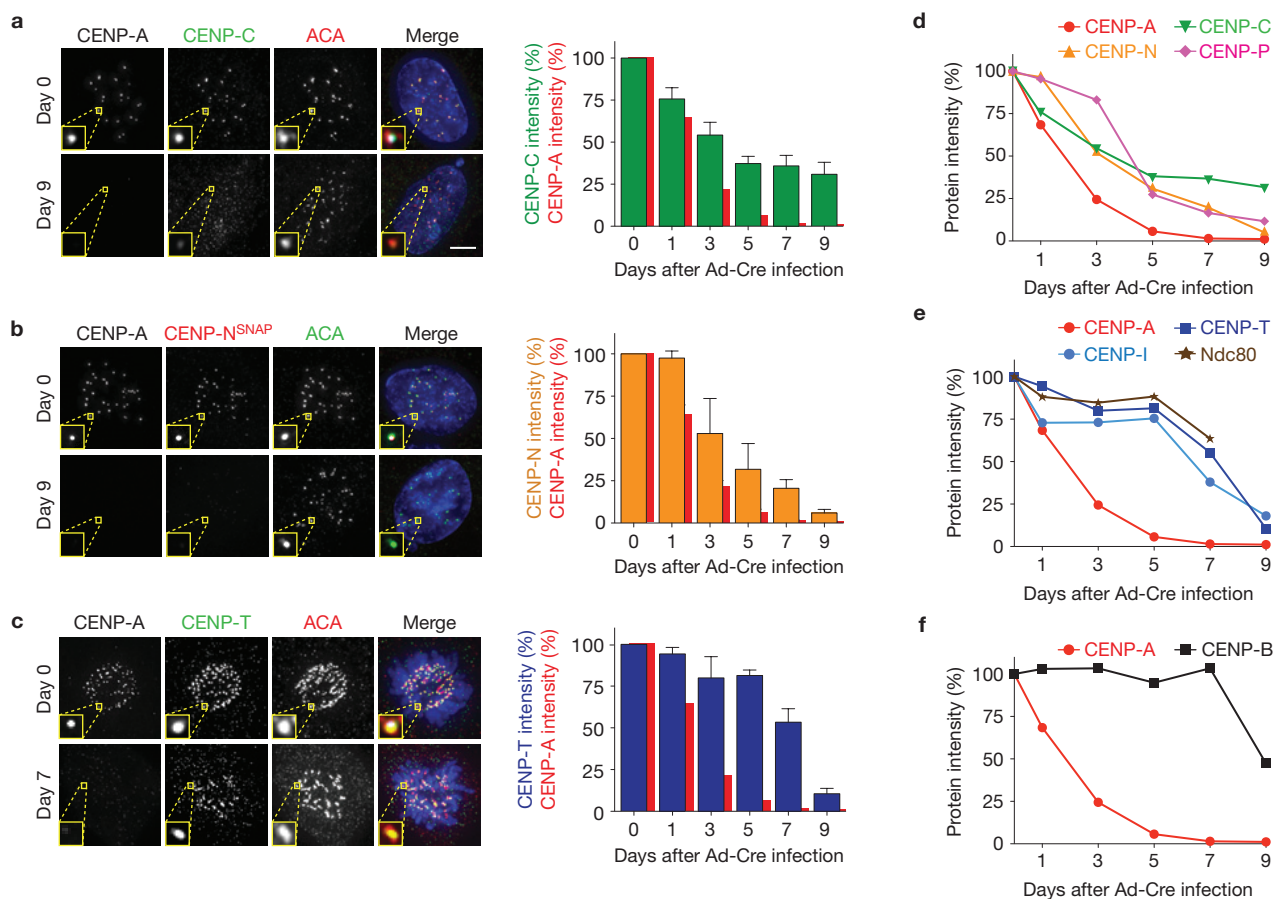 a
CENP-A CENP-C ACA Merge
Day 0
Day 9
CENP-C intensity (%)
CENP-A intensity (%)
100
75
50
25
0
0 1 3 5 7 9
Days after Ad-Cre infection
b
CENP-A CENP-N^SNAP ACA Merge
Day 0
Day 9
CENP-N intensity (%)
CENP-A intensity (%)
100
75
50
25
0
0 1 3 5 7 9
Days after Ad-Cre infection
c
CENP-A CENP-T ACA Merge
Day 0
Day 7
CENP-T intensity (%)
CENP-A intensity (%)
100
75
50
25
0
0 1 3 5 7 9
Days after Ad-Cre infection
d
CENP-A CENP-C
CENP-N CENP-P
Protein intensity (%)
100
75
50
25
0
1 3 5 7 9
Days after Ad-Cre infection
e
CENP-A CENP-T
CENP-I Ndc80
Protein intensity (%)
100
75
50
25
0
1 3 5 7 9
Days after Ad-Cre infection
f
CENP-A CENP-B
Protein intensity (%)
100
75
50
25
0
1 3 5 7 9
Days after Ad-Cre infection